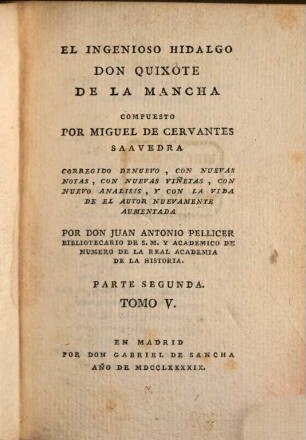 EL INGENIOSO HIDALGO
DON QUIXOTE
DE LA MANCHA
COMPUESTO
POR MIGUEL DE CERVANTES
SAAVEDRA
CORREGIDO DENUEVO, CON NUEVAS
NOTAS, CON NUEVAS VIÑETAS, CON
NUEVO ANALISIS, Y CON LA VIDA
DE EL AUTOR NUEVAMENTE
AUMENTADA
POR DON JUAN ANTONIO PELLICER
BIBLIOTECARIO DE S. M. Y ACADEMICO DE
NUMERO DE LA REAL ACADEMIA
DE LA HISTORIA.
PARTE SEGUNDA.
TOMO V.
EN MADRID
POR DON GABRIEL DE SANCHA
AÑO DE MDCCLXXXXIX.